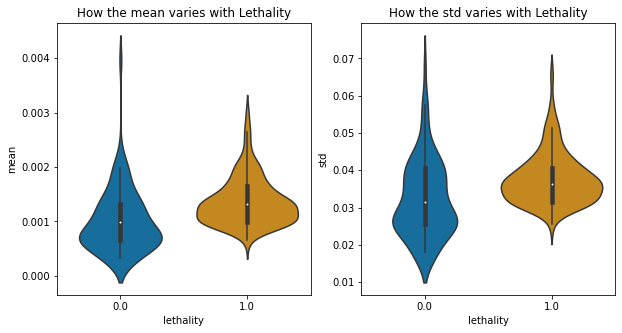 How the mean varies with Lethality
mean
0.004
0.003
0.002
0.001
0.000
0.0
1.0
lethality
How the std varies with Lethality
std
0.07
0.06
0.05
0.04
0.03
0.02
0.01
0.0
1.0
lethality